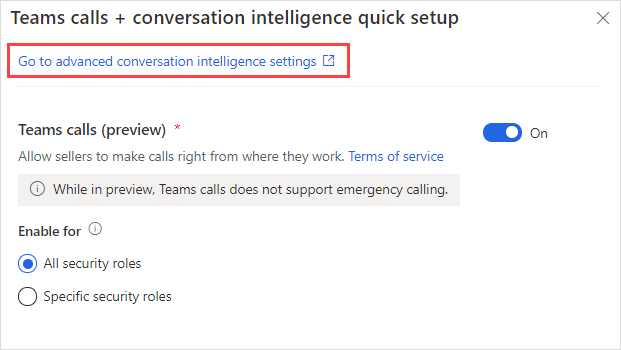 Teams calls + conversation intelligence quick setup
Go to advanced conversation intelligence settings
Teams calls (preview) *
On
Allow sellers to make calls right from where they work. Terms of service
While in preview, Teams calls does not support emergency calling.
Enable for
All security roles
Specific security roles